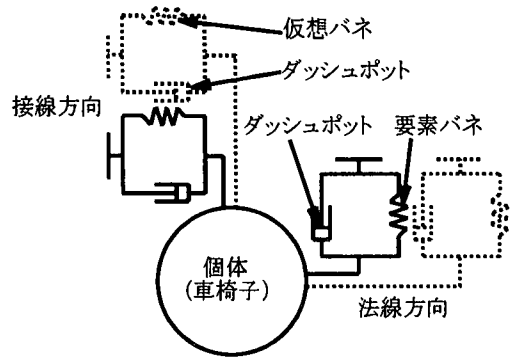 仮想バネ
ダッシュポット
接線方向
ダッシュポット
要素バネ
個体
(車椅子)
法線方向